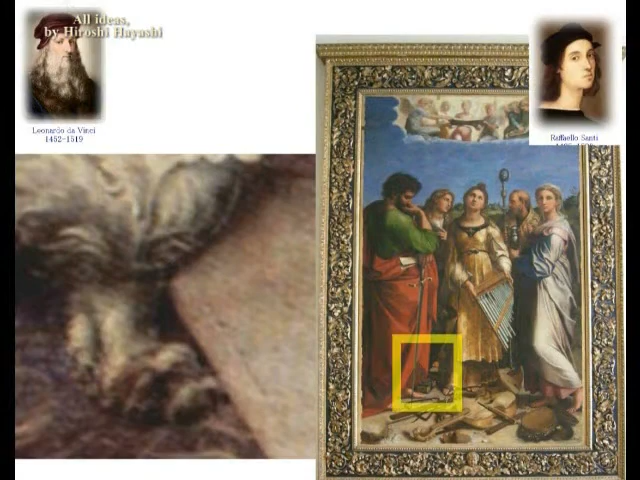 All ideas,
by Hiroshi Hayashi
Leonardo da Vinci
1452-1519
Raffaello Santi